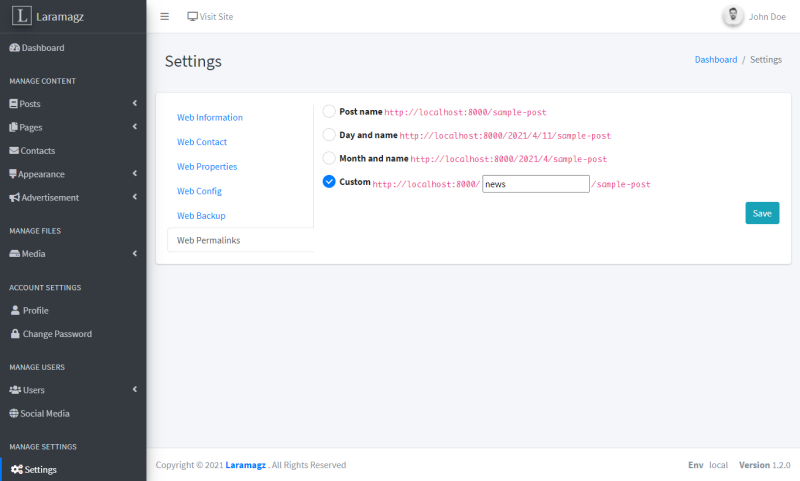 L Laramagz
Visit Site
John Doe
Dashboard
MANAGE CONTENT
Posts
Pages
Contacts
Appearance
Advertisement
MANAGE FILES
Media
ACCOUNT SETTINGS
Profile
Change Password
MANAGE USERS
Users
Social Media
MANAGE SETTINGS
Settings
Settings
Dashboard / Settings
Web Information
Web Contact
Web Properties
Web Config
Web Backup
Web Permalinks
Post name http://localhost:8000/sample-post
Day and name http://localhost:8000/2021/4/11/sample-post
Month and name http://localhost:8000/2021/4/sample-post
Custom http://localhost:8000/ news /sample-post
Save
Copyright © 2021 Laramagz . All Rights Reserved
Env local Version 1.2.0